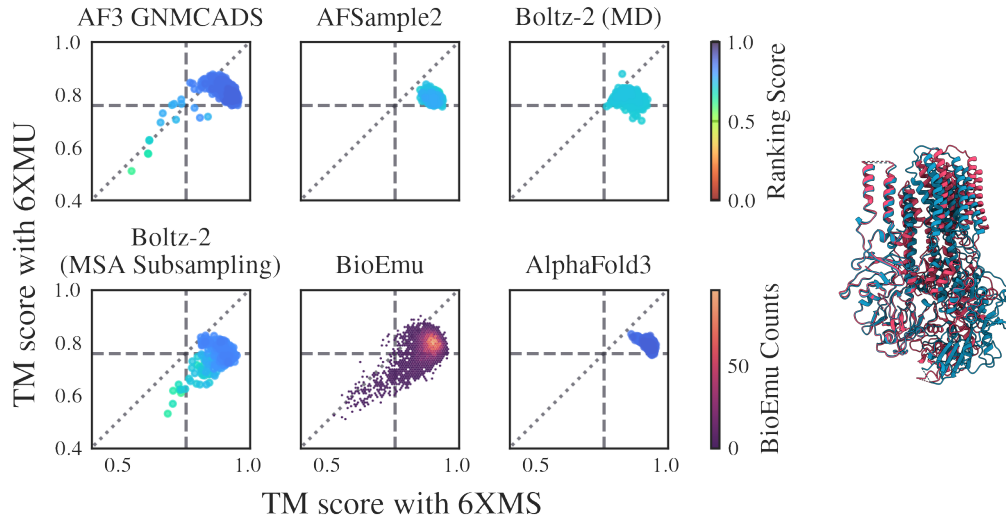 AF3 GNMCADS
AFSample2
Boltz-2 (MD)
1.0
0.8
0.6
0.4
1.0
0.5
0.0
Ranking Score
TM score with 6XMU
Boltz-2
(MSA Subsampling)
BioEmu
AlphaFold3
1.0
0.8
0.6
0.4
0.5
1.0
0.5
1.0
0.5
1.0
50
0
BioEmu Counts
TM score with 6XMS